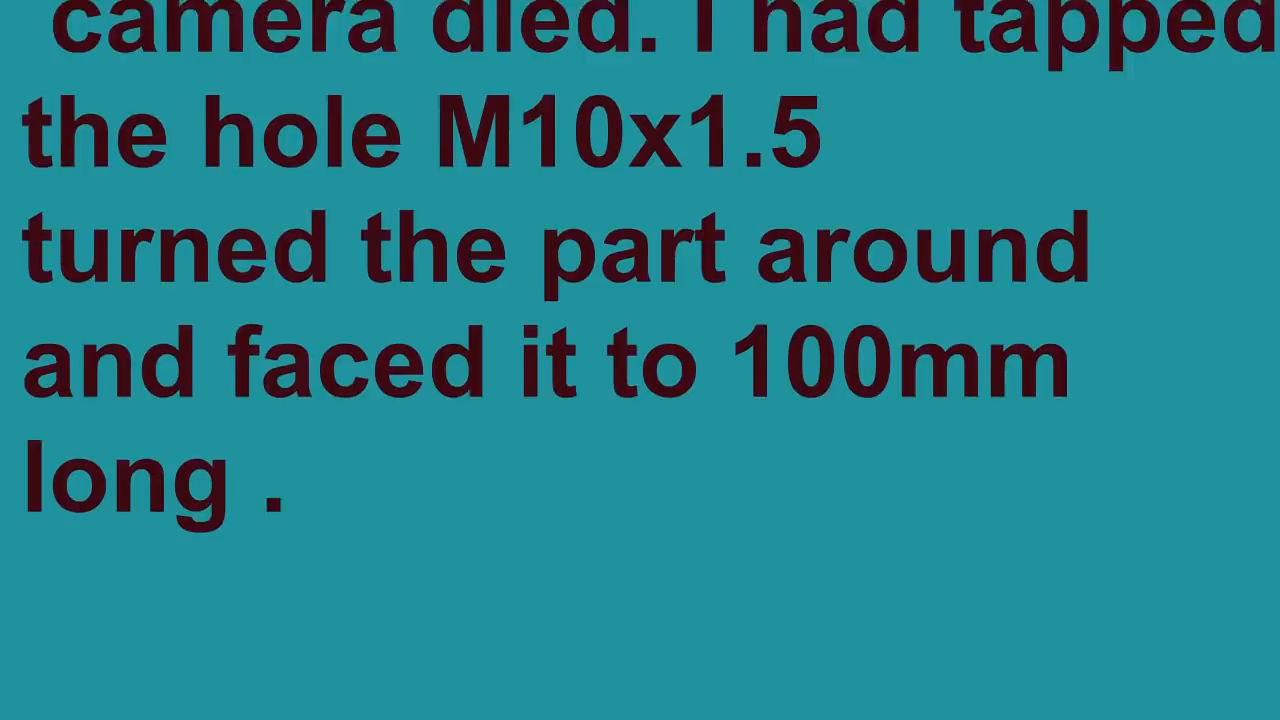 camera died. I had tapped
the hole M10x1.5
turned the part around
and faced it to 100mm
long .